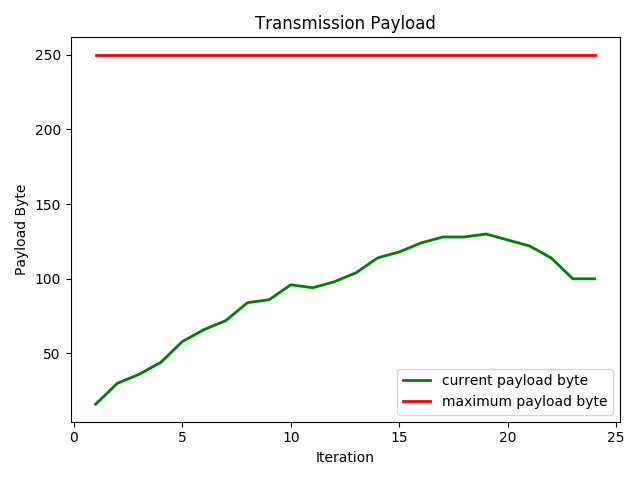 Transmission Payload
250
200
150
100
50
Payload Byte
0
5
10
15
20
25
Iteration
current payload byte
maximum payload byte